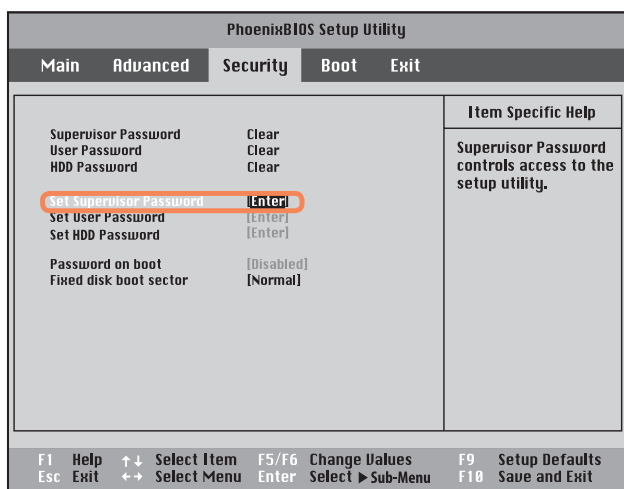 PhoenixBIOS Setup Utility
Main Advanced Security Boot Exit
Item Specific Help
Supervisor Password Clear
User Password Clear
HDD Password Clear
Supervisor Password
controls access to the
setup utility.
Set Supervisor Password [Enter]
Set User Password [Enter]
Set HDD Password [Enter]
Password on boot [Disabled]
Fixed disk boot sector [Normal]
F1 Help ↑↓ Select Item F5/F6 Change Values F9 Setup Defaults
Esc Exit ←→ Select Menu Enter Select ▶ Sub-Menu F10 Save and Exit